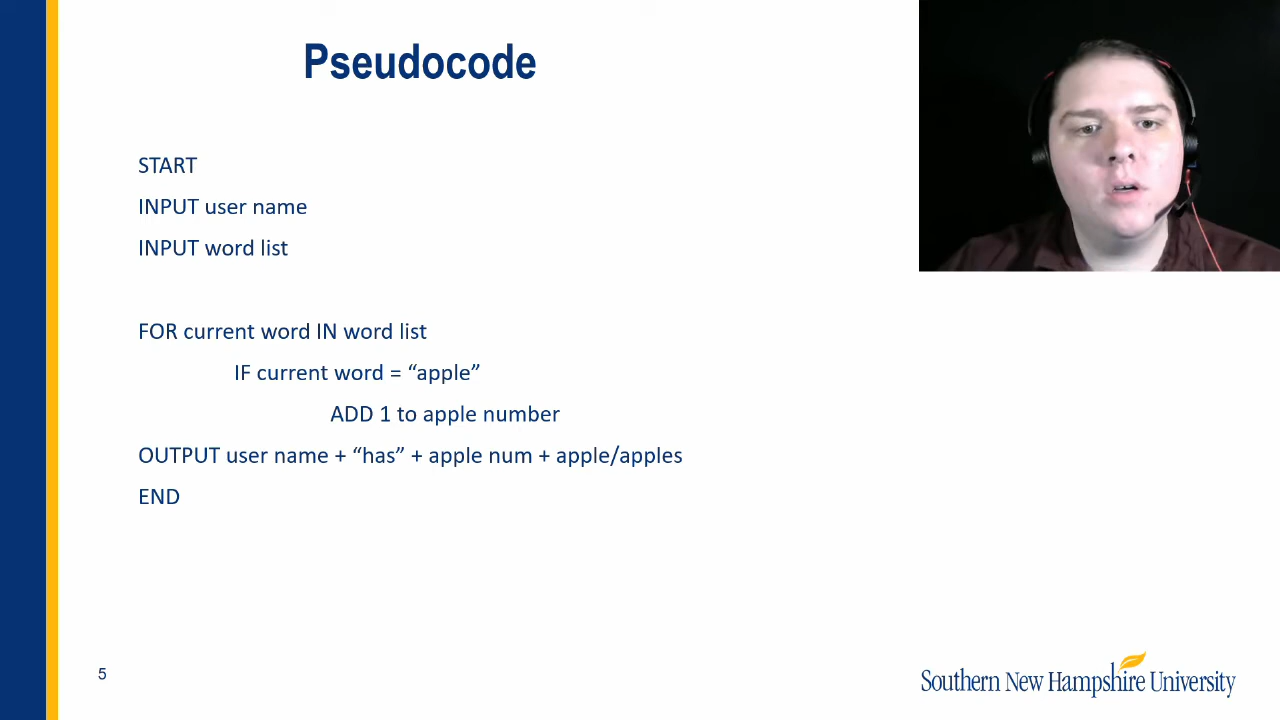 Pseudocode
START
INPUT user name
INPUT word list
FOR current word IN word list
IF current word = “apple”
ADD 1 to apple number
OUTPUT user name + “has” + apple num + apple/apples
END
5
Southern New Hampshire University